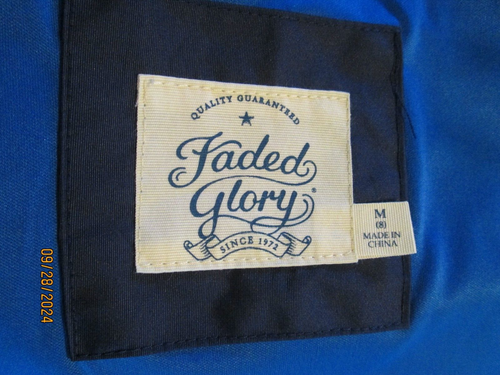 QUALITY GUARANTEED
Faded
Glory®
SINCE 1972
M
(8)
MADE IN
CHINA
09/28/2024